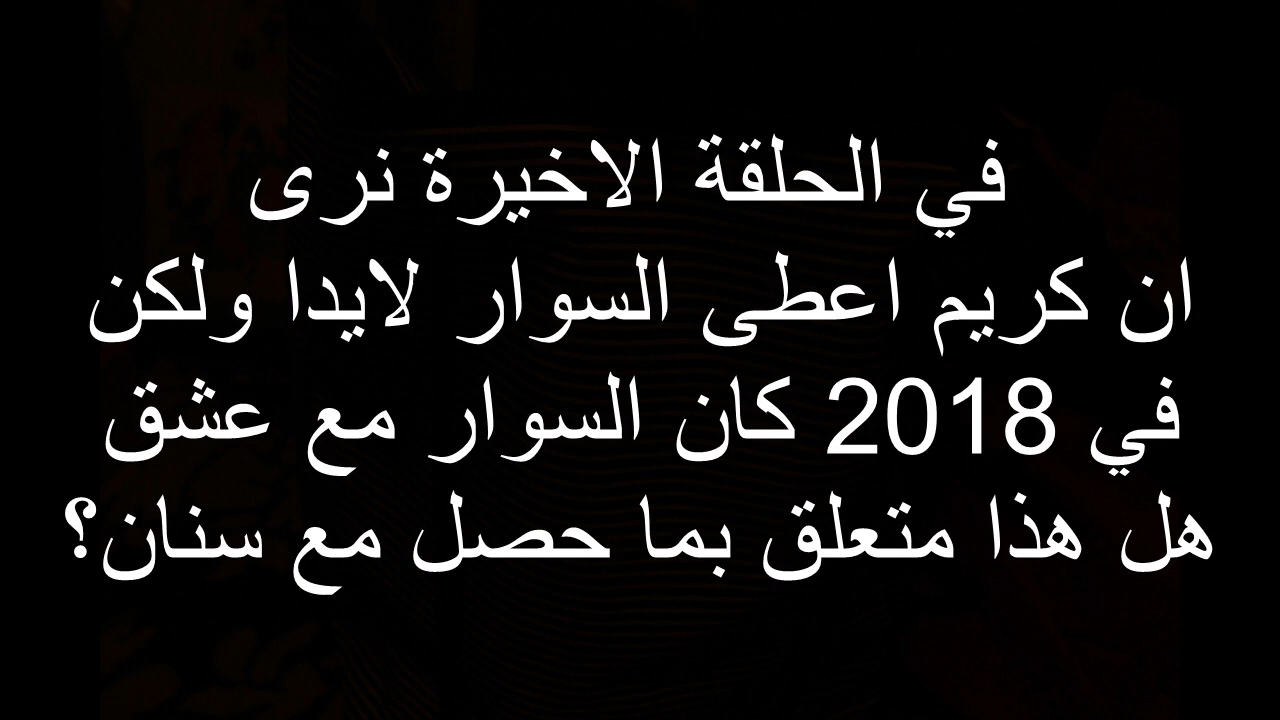 في الحلقة الاخيرة نرى
ان كريم اعطى السوار لايدا ولكن
في 2018 كان السوار مع عشق
هل هذا متعلق بما حصل مع سنان؟